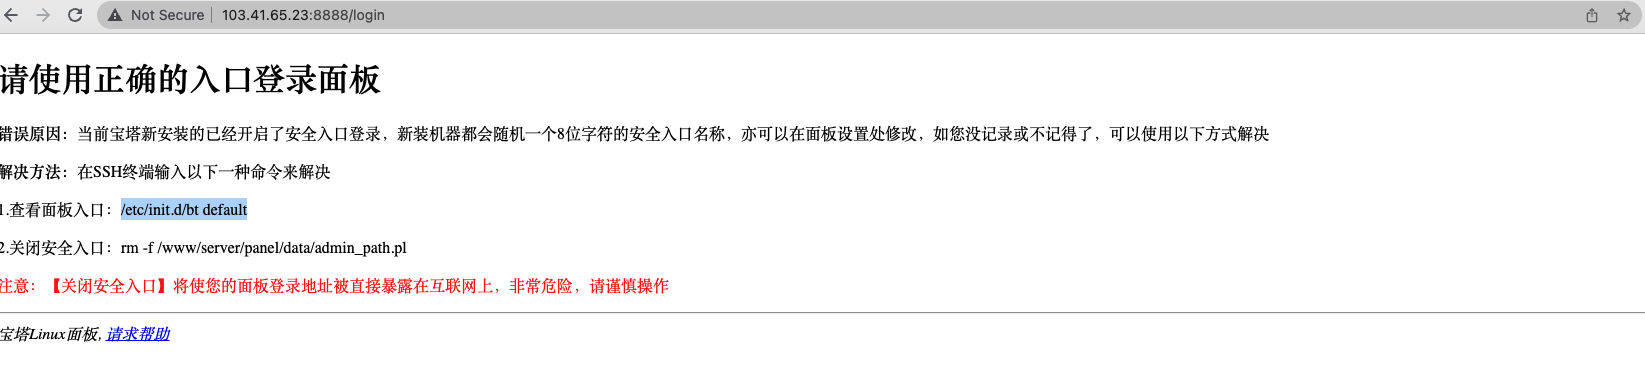 Not Secure | 103.41.65.23:8888/login
请使用正确的入口登录面板
错误原因：当前宝塔新安装的已经开启了安全入口登录，新装机器都会随机一个8位字符的安全入口名称，亦可以在面板设置处修改，如您没记录或不记得了，可以使用以下方式解决
解决方法：在SSH终端输入以下一种命令来解决
1.查看面板入口：/etc/init.d/bt default
2.关闭安全入口：rm -f /www/server/panel/data/admin_path.pl
注意：【关闭安全入口】将使您的面板登录地址被直接暴露在互联网上，非常危险，请谨慎操作
宝塔Linux面板, 请求帮助